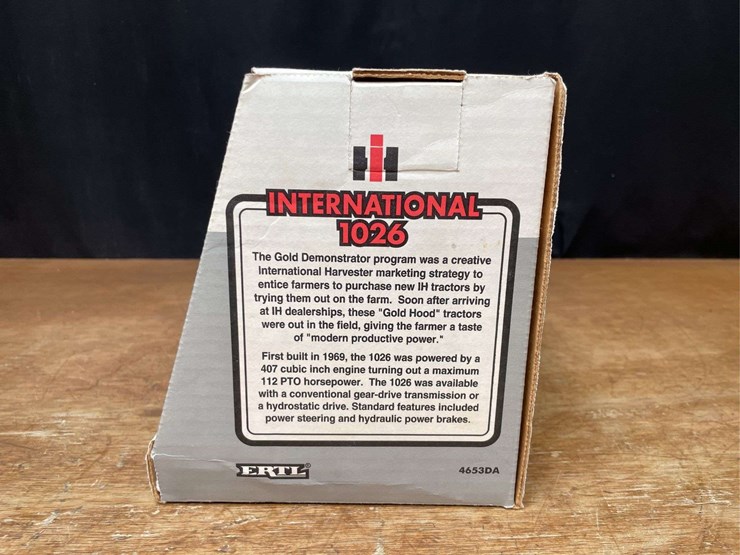 IH
INTERNATIONAL
1026
The Gold Demonstrator program was a creative
International Harvester marketing strategy to
entice farmers to purchase new IH tractors by
trying them out on the farm. Soon after arriving
at IH dealerships, these "Gold Hood" tractors
were out in the field, giving the farmer a taste
of "modern productive power."
First built in 1969, the 1026 was powered by a
407 cubic inch engine turning out a maximum
112 PTO horsepower. The 1026 was available
with a conventional gear-drive transmission or
a hydrostatic drive. Standard features included
power steering and hydraulic power brakes.
ERTL®
4653DA